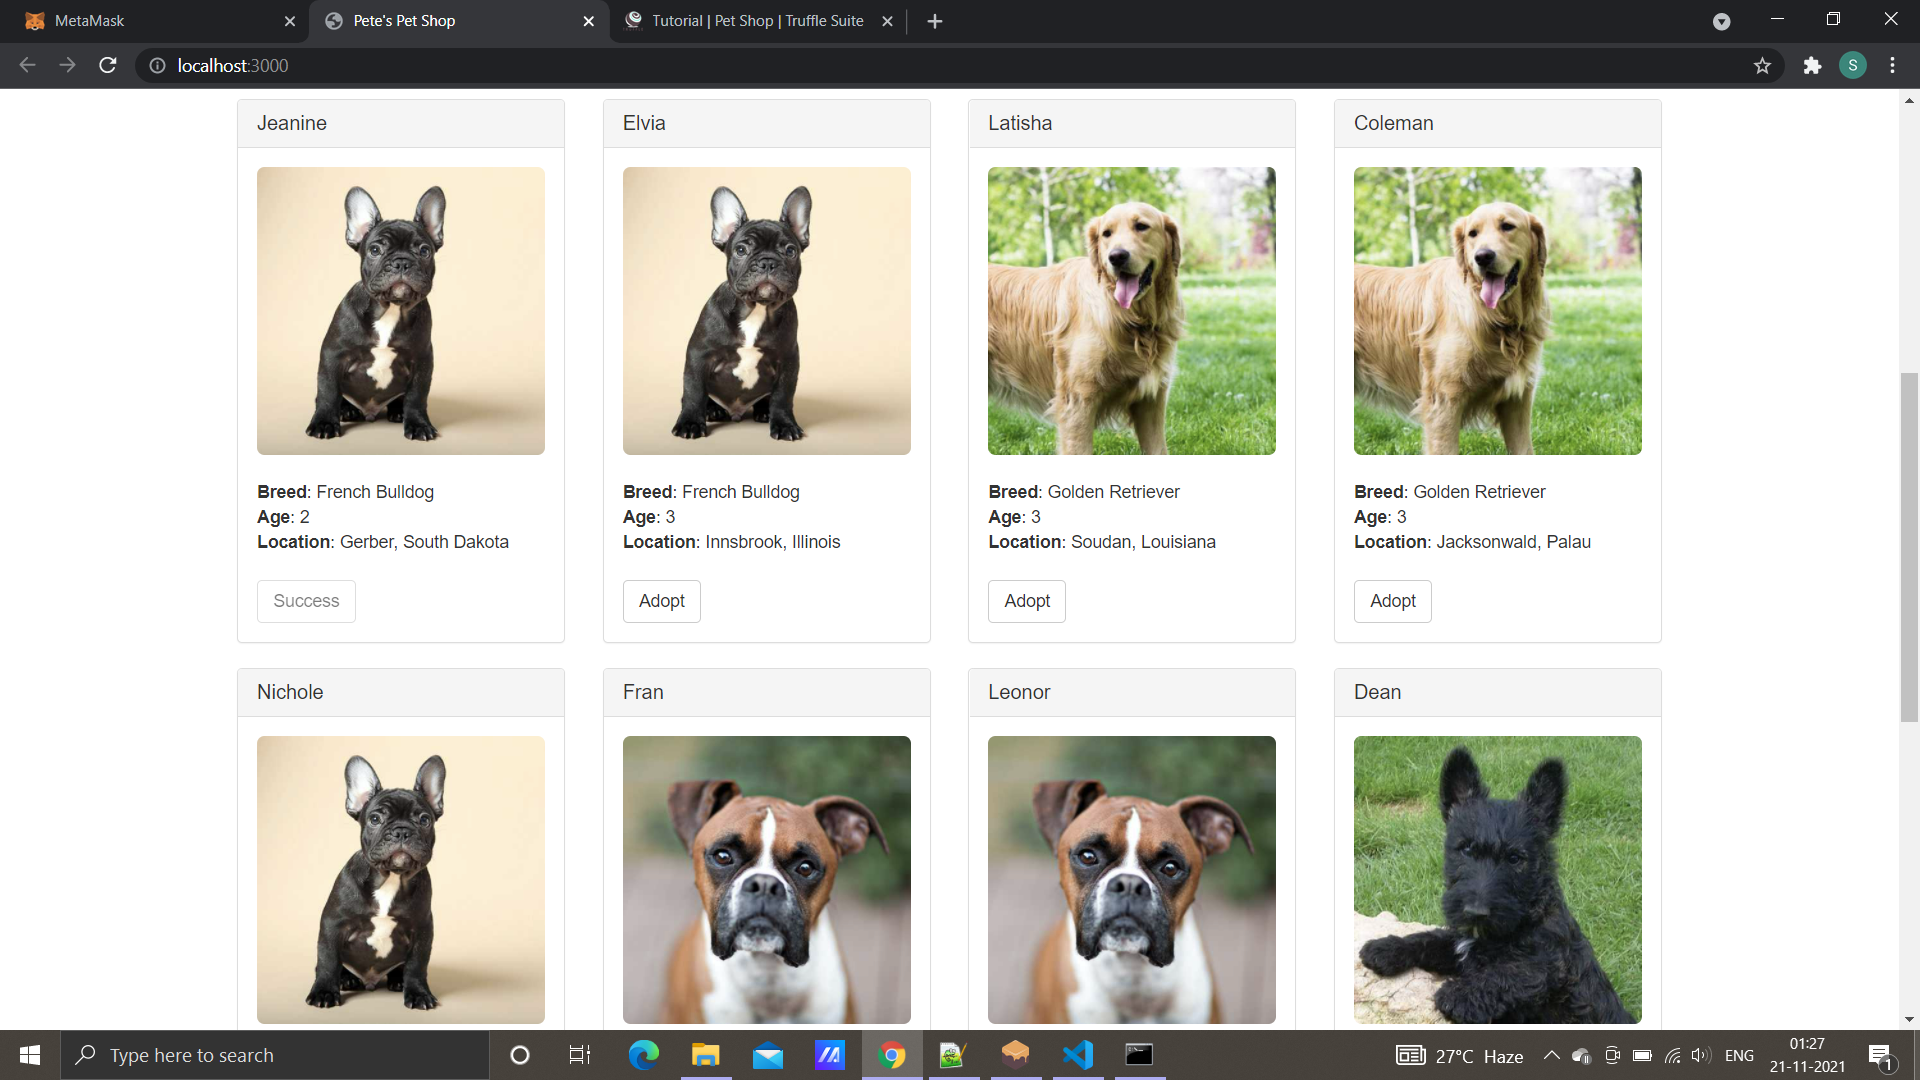 MetaMask
Pete's Pet Shop
Tutorial | Pet Shop | Truffle Suite
localhost:3000
S
Jeanine
Elvia
Latisha
Coleman
Breed: French Bulldog
Age: 2
Location: Gerber, South Dakota
Success
Breed: French Bulldog
Age: 3
Location: Innsbrook, Illinois
Adopt
Breed: Golden Retriever
Age: 3
Location: Soudan, Louisiana
Adopt
Breed: Golden Retriever
Age: 3
Location: Jacksonwald, Palau
Adopt
Nichole
Fran
Leonor
Dean
Type here to search
27°C Haze
ENG
01:27
21-11-2021
1